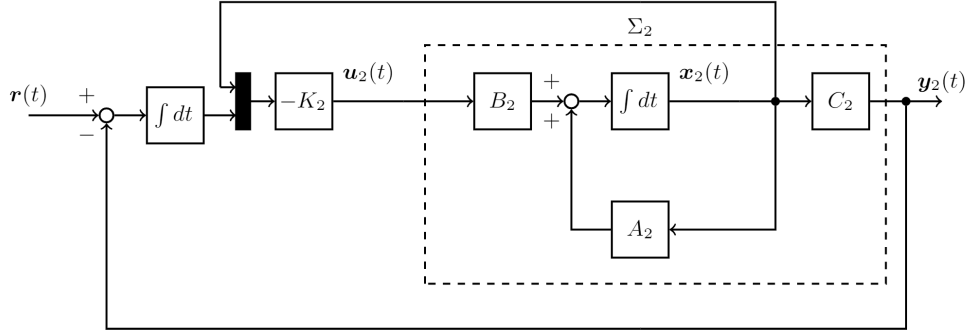 Σ₂
r(t)
+
−
∫ dt
−K₂
u₂(t)
B₂
+
+
∫ dt
x₂(t)
C₂
y₂(t)
A₂